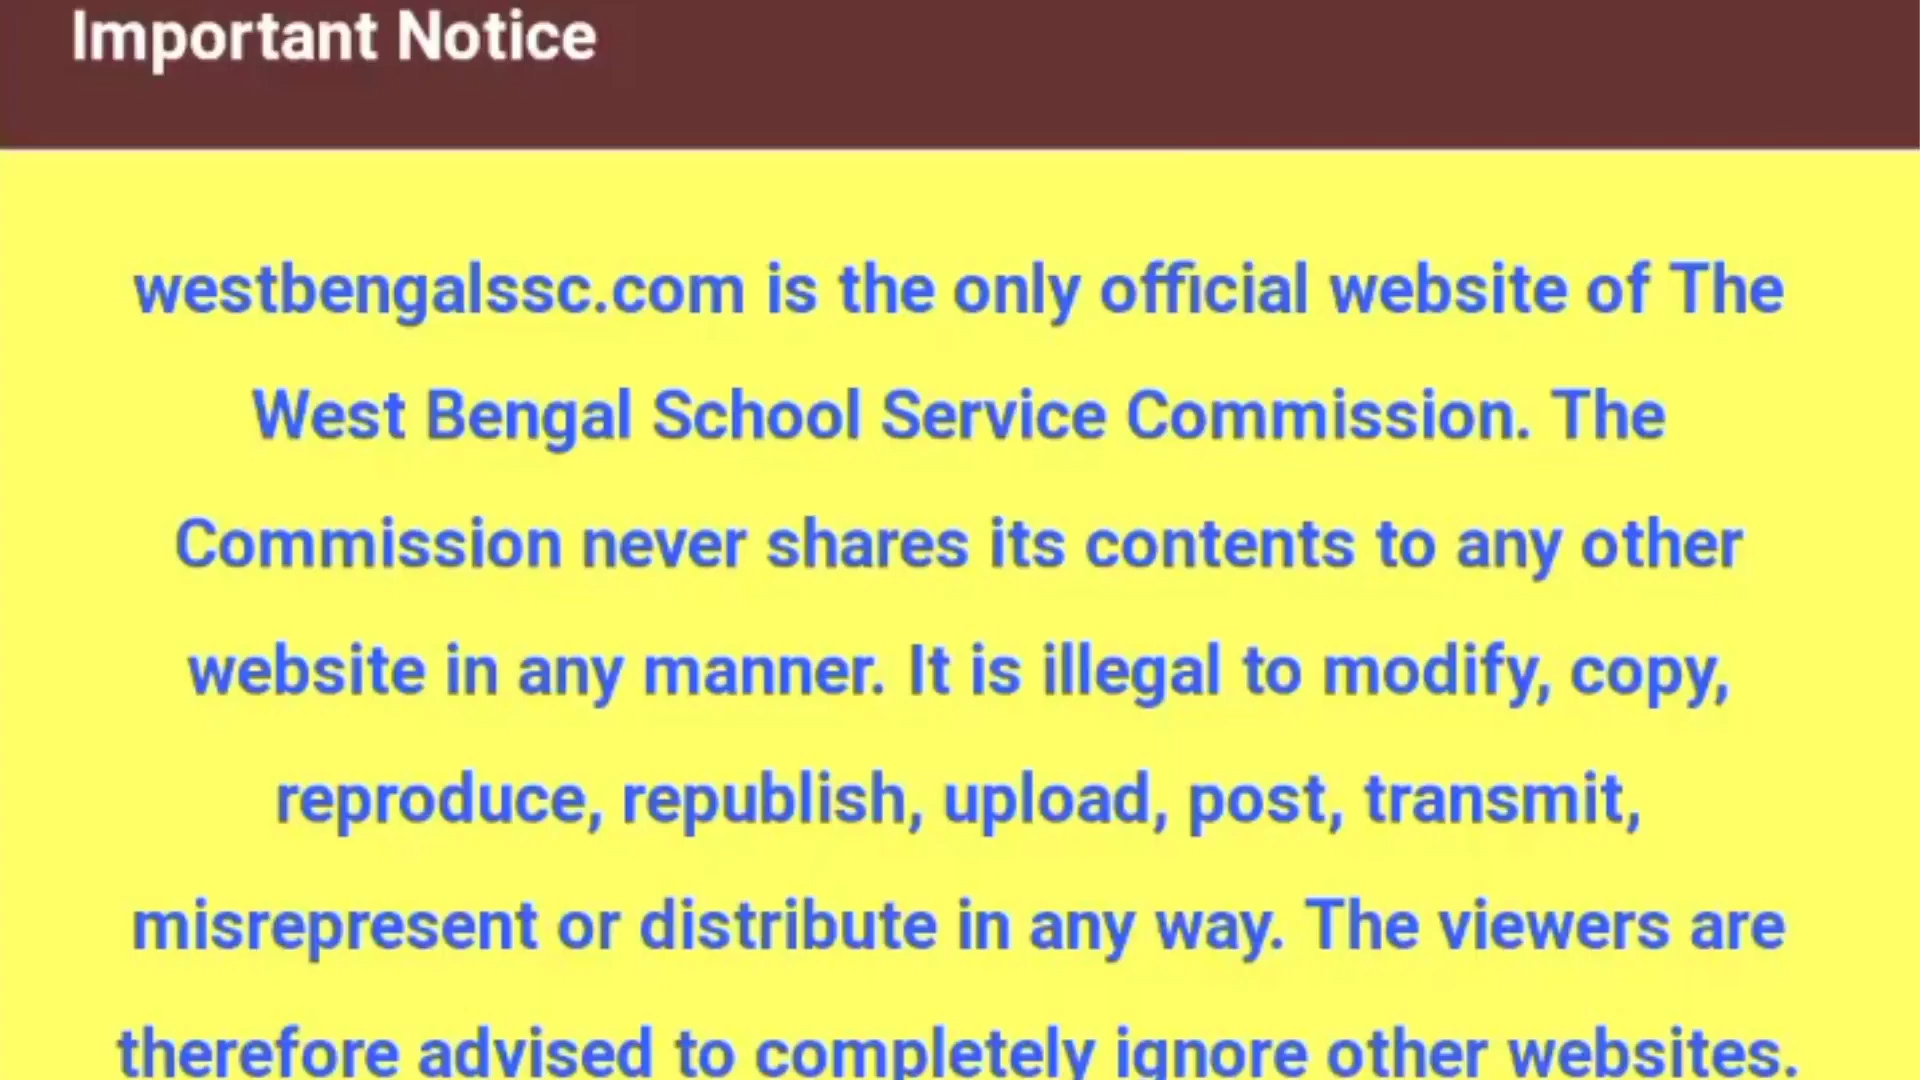 Important Notice
westbengalssc.com is the only official website of The
West Bengal School Service Commission. The
Commission never shares its contents to any other
website in any manner. It is illegal to modify, copy,
reproduce, republish, upload, post, transmit,
misrepresent or distribute in any way. The viewers are
therefore advised to completely ignore other websites.